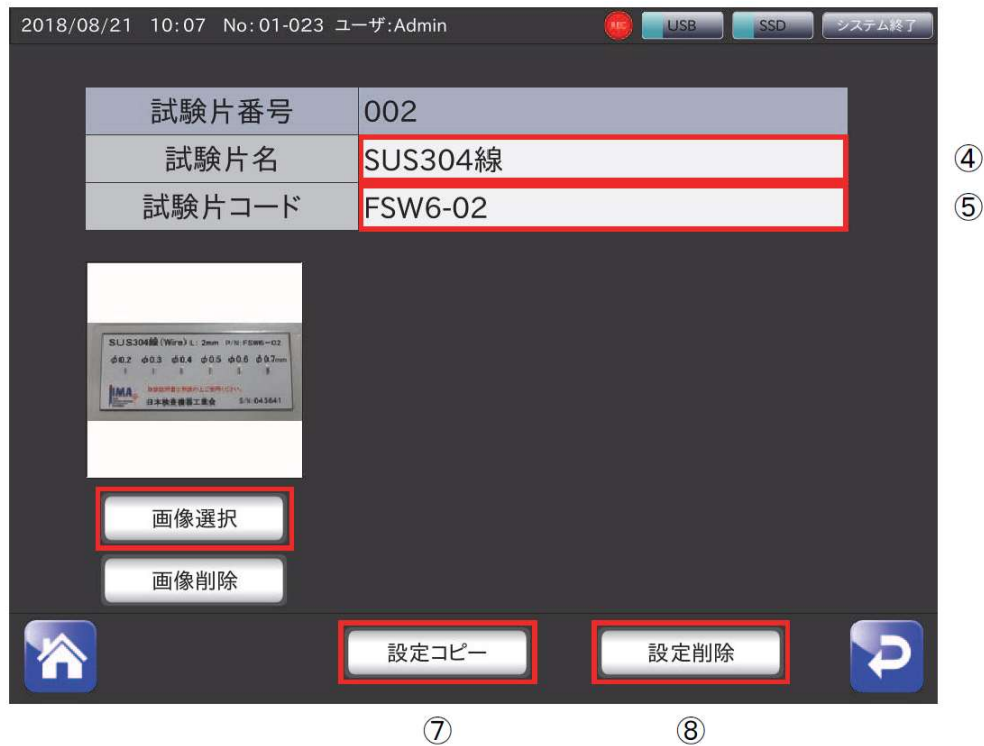 2018/08/21 10:07 No:01-023 ユーザ:Admin REC USB SSD システム終了
試験片番号 002
試験片名 SUS304線 ④
試験片コード FSW6-02 ⑤
SUS304線(Wire) L: 2mm P/N:FSW6-02
φ0.2 φ0.3 φ0.4 φ0.5 φ0.6 φ0.7mm
JIMA
日本検査機器工業会 S/N:043641
画像選択
画像削除
設定コピー 設定削除
⑦ ⑧